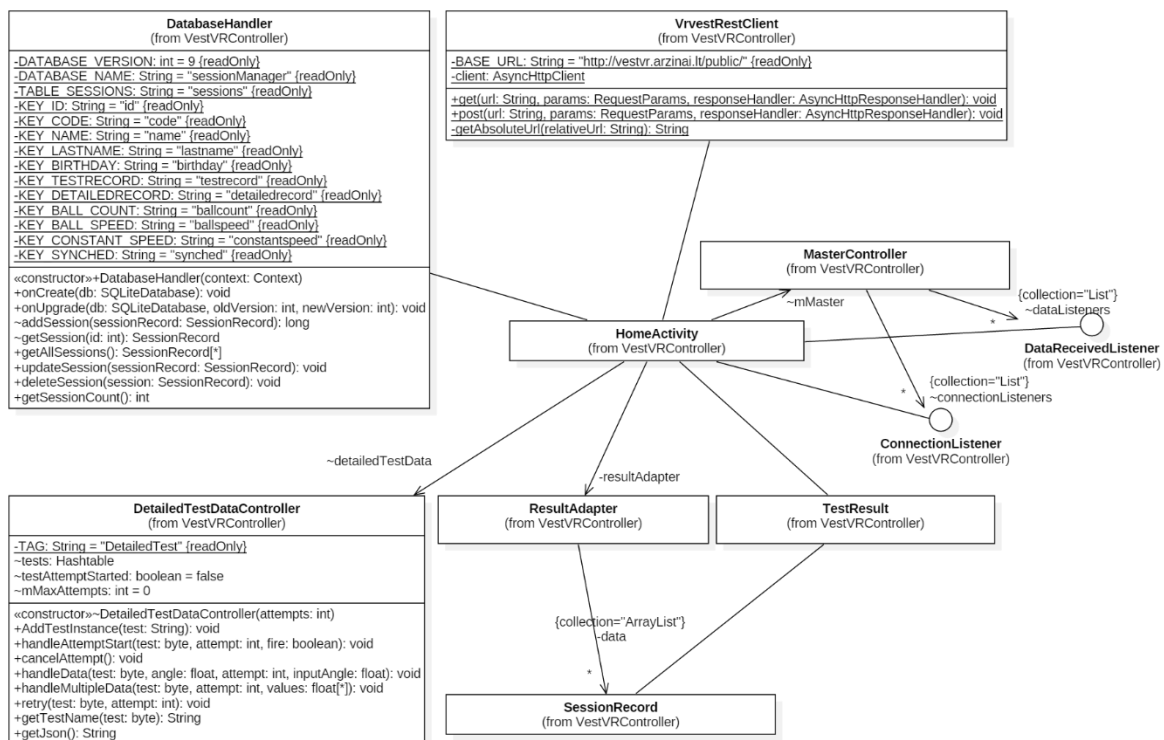 DatabaseHandler
(from VestVRController)
-DATABASE_VERSION: int = 9 {readOnly}
-DATABASE_NAME: String = "sessionManager" {readOnly}
-TABLE_SESSIONS: String = "sessions" {readOnly}
-KEY_ID: String = "id" {readOnly}
-KEY_CODE: String = "code" {readOnly}
-KEY_NAME: String = "name" {readOnly}
-KEY_LASTNAME: String = "lastname" {readOnly}
-KEY_BIRTHDAY: String = "birthday" {readOnly}
-KEY_TESTRECORD: String = "testrecord" {readOnly}
-KEY_DETAILEDRECORD: String = "detailedrecord" {readOnly}
-KEY_BALL_COUNT: String = "ballcount" {readOnly}
-KEY_BALL_SPEED: String = "ballspeed" {readOnly}
-KEY_CONSTANT_SPEED: String = "constantspeed" {readOnly}
-KEY_SYNCHED: String = "synched" {readOnly}
«constructor»+DatabaseHandler(context: Context)
+onCreate(db: SQLiteDatabase): void
+onUpgrade(db: SQLiteDatabase, oldVersion: int, newVersion: int): void
~addSession(sessionRecord: SessionRecord): long
~getSession(id: int): SessionRecord
+getAllSessions(): SessionRecord[*]
+updateSession(sessionRecord: SessionRecord): void
+deleteSession(session: SessionRecord): void
+getSessionCount(): int
VrvestRestClient
(from VestVRController)
-BASE_URL: String = "http://vestvr.arzinai.lt/public/" {readOnly}
-client: AsyncHttpClient
+get(url: String, params: RequestParams, responseHandler: AsyncHttpResponseHandler): void
+post(url: String, params: RequestParams, responseHandler: AsyncHttpResponseHandler): void
-getAbsoluteUrl(relativeUrl: String): String
MasterController
(from VestVRController)
~mMaster
{collection="List"}
~dataListeners
*
HomeActivity
(from VestVRController)
DataReceivedListener
(from VestVRController)
{collection="List"}
~connectionListeners
*
ConnectionListener
(from VestVRController)
~detailedTestData
-resultAdapter
DetailedTestDataController
(from VestVRController)
-TAG: String = "DetailedTest" {readOnly}
~tests: Hashtable
~testAttemptStarted: boolean = false
~mMaxAttempts: int = 0
«constructor»~DetailedTestDataController(attempts: int)
+AddTestInstance(test: String): void
+handleAttemptStart(test: byte, attempt: int, fire: boolean): void
+cancelAttempt(): void
+handleData(test: byte, angle: float, attempt: int, inputAngle: float): void
+handleMultipleData(test: byte, attempt: int, values: float[*]): void
+retry(test: byte, attempt: int): void
+getTestName(test: byte): String
+getJson(): String
ResultAdapter
(from VestVRController)
TestResult
(from VestVRController)
{collection="ArrayList"}
~data
*
SessionRecord
(from VestVRController)